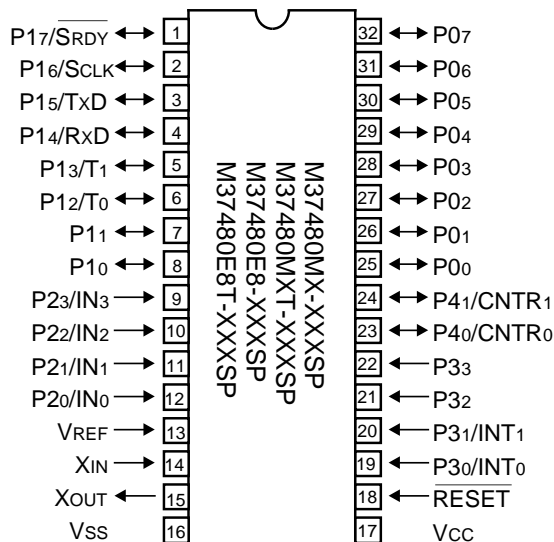 P17/SRDY 1 32 P07
P16/SCLK 2 31 P06
P15/TXD 3 30 P05
P14/RXD 4 29 P04
P13/T1 5 28 P03
P12/T0 6 27 P02
P11 7 26 P01
P10 8 25 P00
P23/IN3 9 24 P41/CNTR1
P22/IN2 10 23 P40/CNTR0
P21/IN1 11 22 P33
P20/IN0 12 21 P32
VREF 13 20 P31/INT1
XIN 14 19 P30/INT0
XOUT 15 18 RESET
VSS 16 17 VCC
M37480MX-XXXSP
M37480MXT-XXXSP
M37480E8-XXXSP
M37480E8T-XXXSP